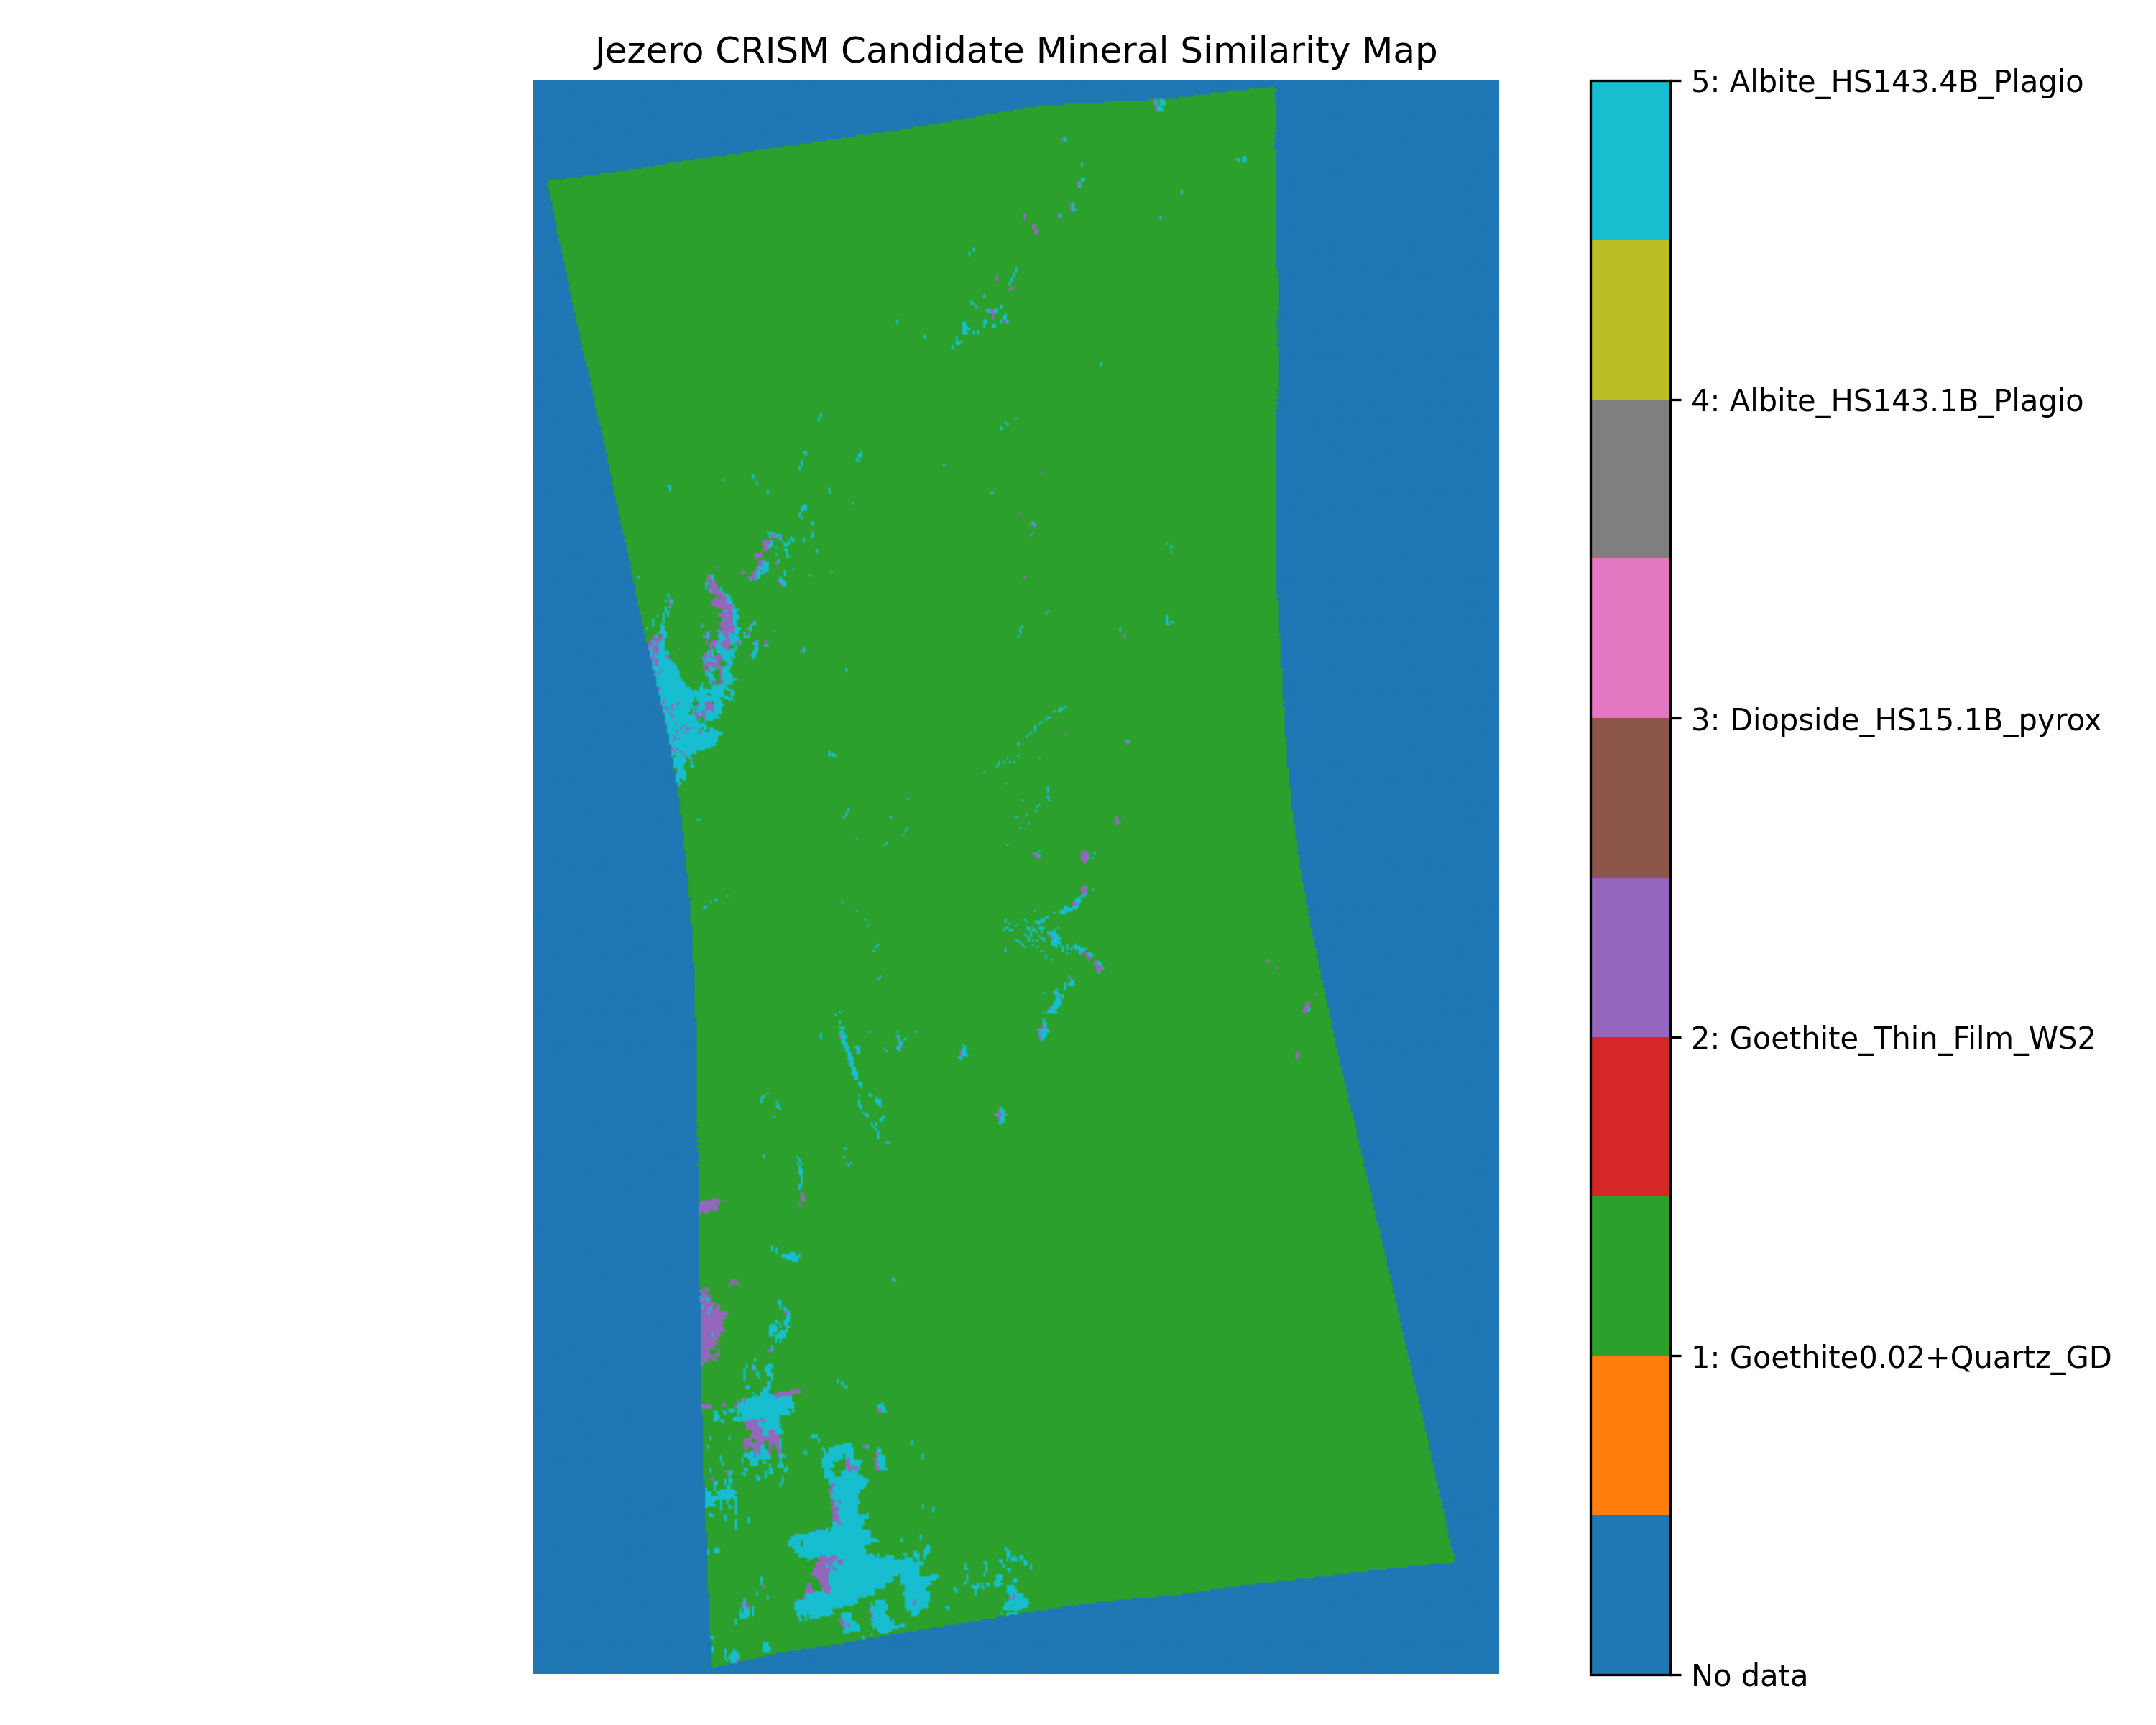 Jezero CRISM Candidate Mineral Similarity Map
5: Albite_HS143.4B_Plagio
4: Albite_HS143.1B_Plagio
3: Diopside_HS15.1B_pyrox
2: Goethite_Thin_Film_WS2
1: Goethite0.02+Quartz_GD
No data